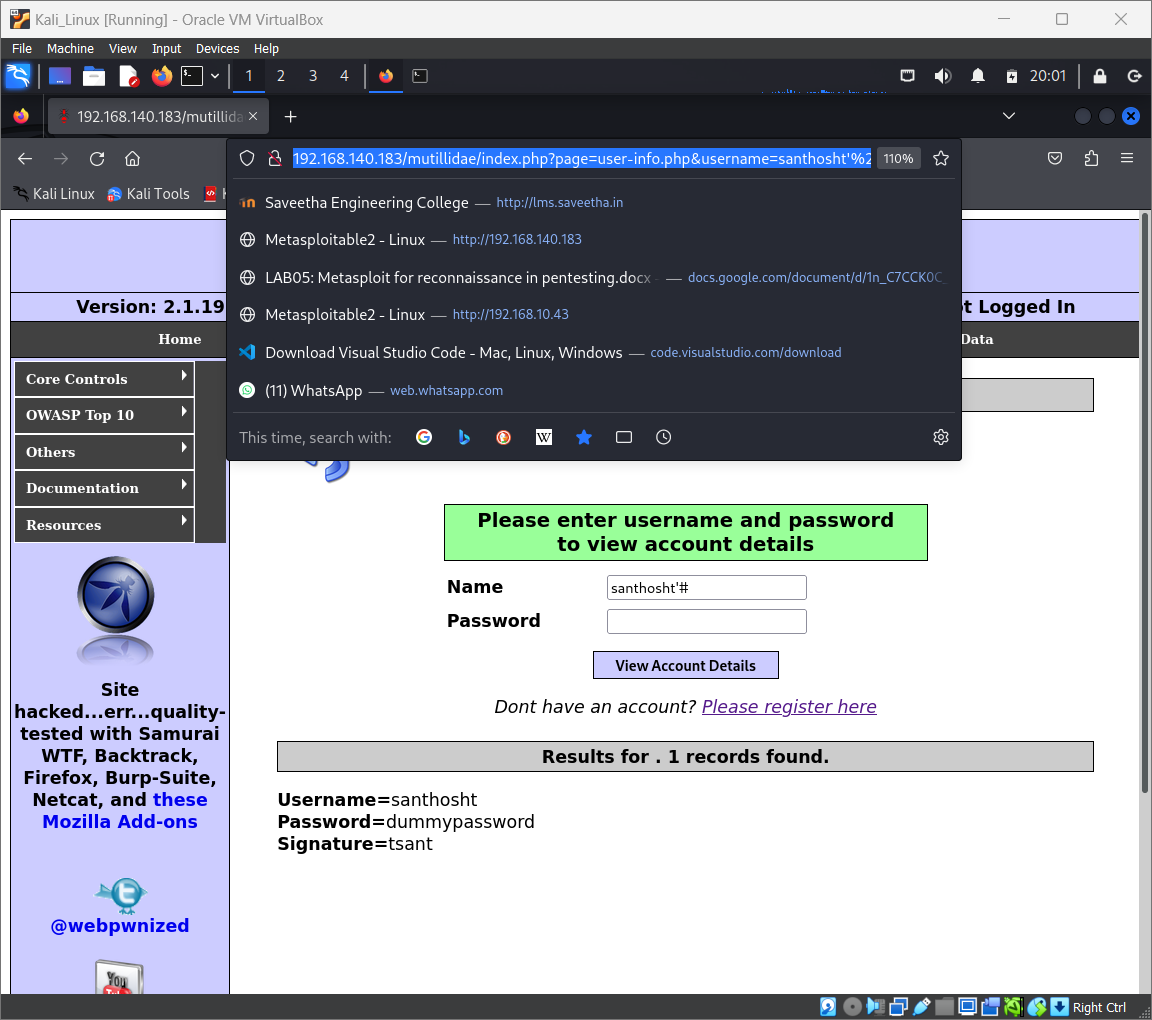 Kali_Linux [Running] - Oracle VM VirtualBox
File Machine View Input Devices Help
1 2 3 4 20:01
192.168.140.183/mutillida
192.168.140.183/mutillidae/index.php?page=user-info.php&username=santhosht'%2 110%
Kali Linux Kali Tools
Saveetha Engineering College — http://lms.saveetha.in
Metasploitable2 - Linux — http://192.168.140.183
LAB05: Metasploit for reconnaissance in pentesting.docx — docs.google.com/document/d/1n_C7CCK0C_
Metasploitable2 - Linux — http://192.168.10.43
Download Visual Studio Code - Mac, Linux, Windows — code.visualstudio.com/download
(11) WhatsApp — web.whatsapp.com
This time, search with:
Version: 2.1.19 ot Logged In
Home Data
Core Controls
OWASP Top 10
Others
Documentation
Resources
Please enter username and password
to view account details
Name santhosht'#
Password
View Account Details
Dont have an account? Please register here
Results for . 1 records found.
Username=santhosht
Password=dummypassword
Signature=tsant
Site
hacked...err...quality-
tested with Samurai
WTF, Backtrack,
Firefox, Burp-Suite,
Netcat, and these
Mozilla Add-ons
@webpwnized
You
Right Ctrl